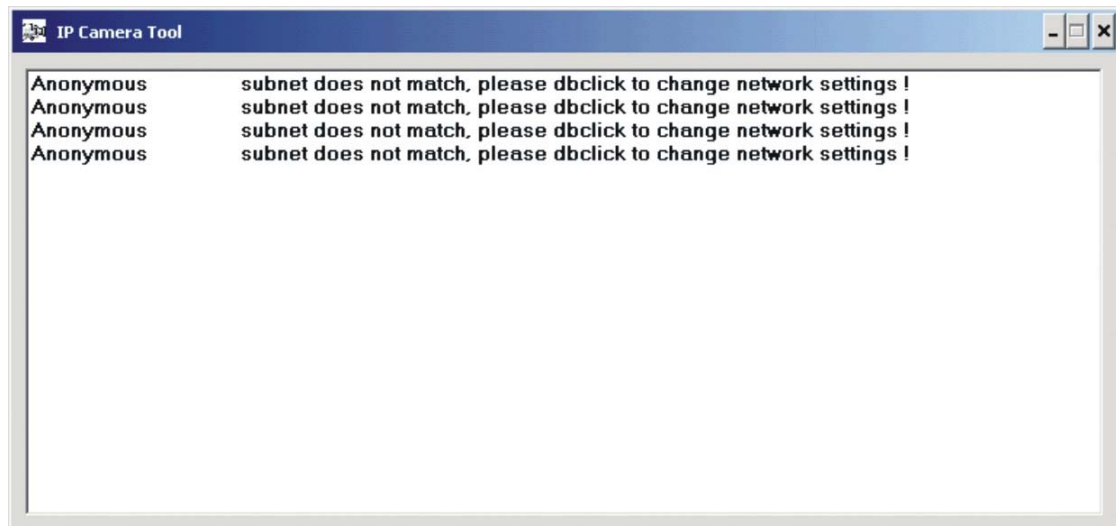 IP Camera Tool
Anonymous subnet does not match, please dbclick to change network settings !
Anonymous subnet does not match, please dbclick to change network settings !
Anonymous subnet does not match, please dbclick to change network settings !
Anonymous subnet does not match, please dbclick to change network settings !